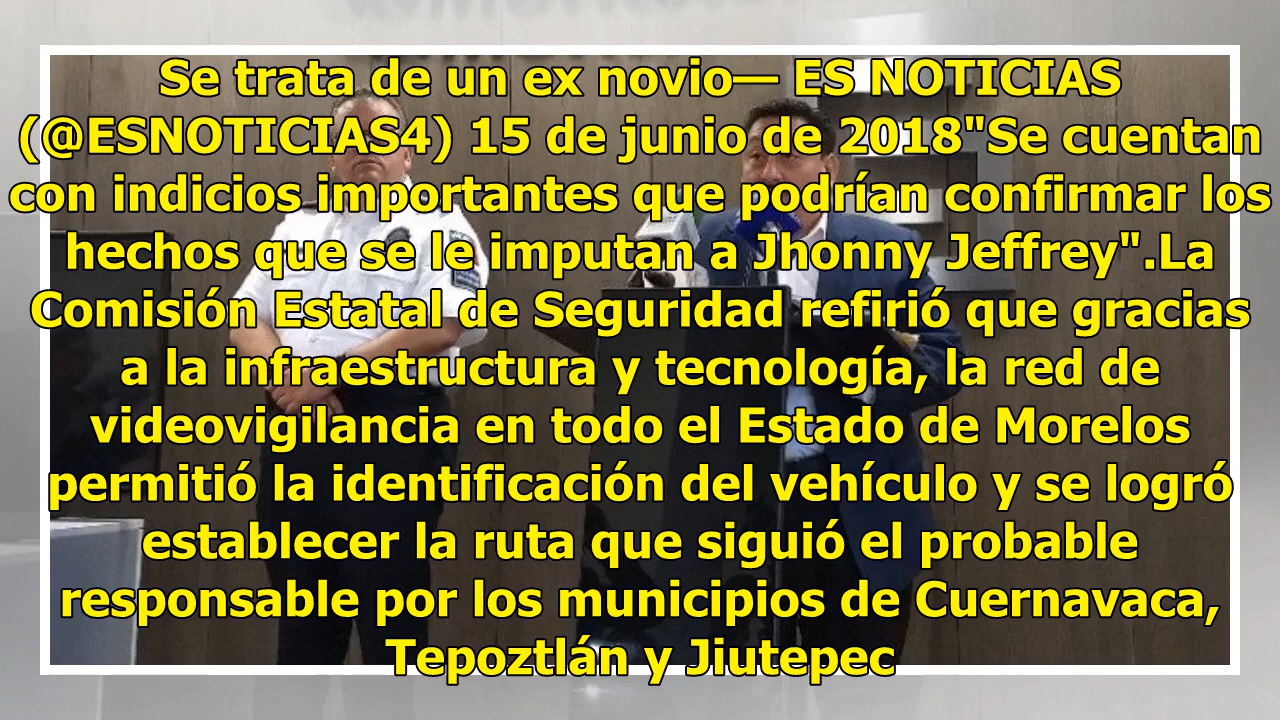 Se trata de un ex novio— ES NOTICIAS
(@ESNOTICIAS4) 15 de junio de 2018"Se cuentan
con indicios importantes que podrían confirmar los
hechos que se le imputan a Jhonny Jeffrey".La
Comisión Estatal de Seguridad refirió que gracias
a la infraestructura y tecnología, la red de
videovigilancia en todo el Estado de Morelos
permitió la identificación del vehículo y se logró
establecer la ruta que siguió el probable
responsable por los municipios de Cuernavaca,
Tepoztlán y Jiutepec